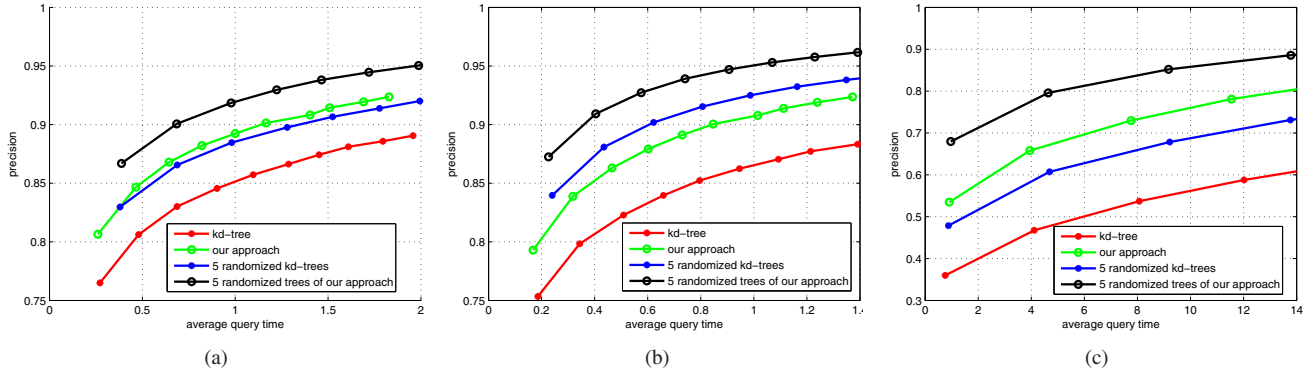 1
0.95
0.9
0.85
0.8
0.75
0
0.5
1
1.5
2
precision
average query time
kd-tree
our approach
5 randomized kd-trees
5 randomized trees of our approach
(a)
1
0.95
0.9
0.85
0.8
0.75
0
0.2
0.4
0.6
0.8
1
1.2
1.4
precision
average query time
kd-tree
our approach
5 randomized kd-trees
5 randomized trees of our approach
(b)
1
0.9
0.8
0.7
0.6
0.5
0.4
0.3
0
2
4
6
8
10
12
14
precision
average query time
kd-tree
our approach
5 randomized kd-trees
5 randomized trees of our approach
(c)